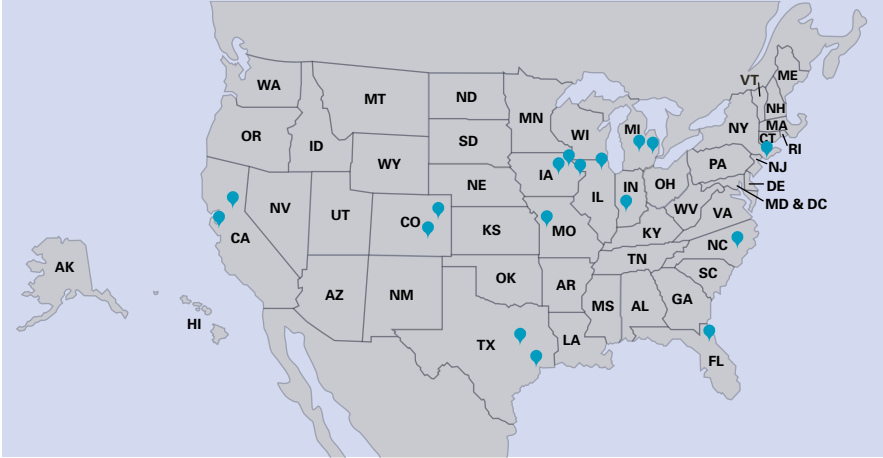 WA
MT
ND
MN
WI
MI
VT
ME
NH
NY
MA
CT
RI
OR
ID
SD
WY
IA
NE
PA
NJ
OH
IN
IL
DE
MD & DC
WV
VA
NV
UT
CO
KS
MO
KY
CA
NC
TN
SC
AK
AZ
NM
OK
AR
MS
AL
GA
HI
TX
LA
FL